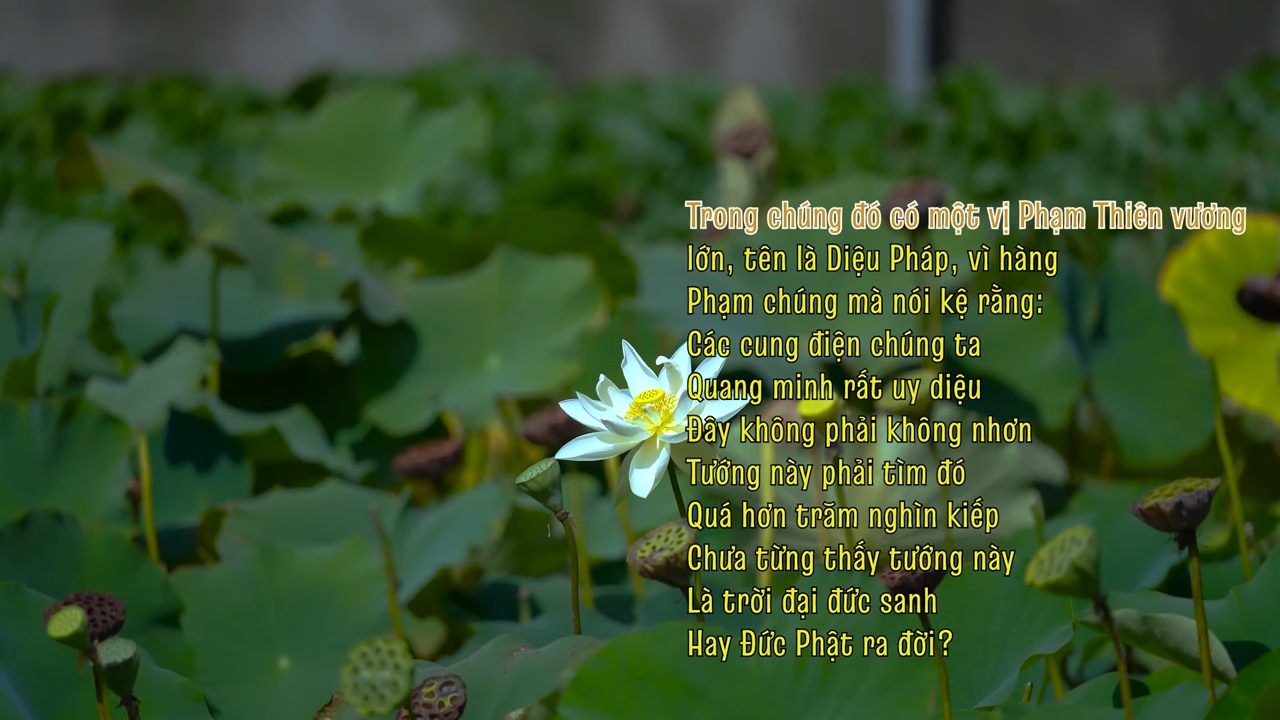 Trong chúng đó có một vị Phạm Thiên vương
lớn, tên là Diệu Pháp, vì hàng
Phạm chúng mà nói kệ rằng:
Các cung điện chúng ta
Quang minh rất uy diệu
Đây không phải không nhơn
Tướng này phải tìm đó
Quá hơn trăm nghìn kiếp
Chưa từng thấy tướng này
Là trời đại đức sanh
Hay Đức Phật ra đời?